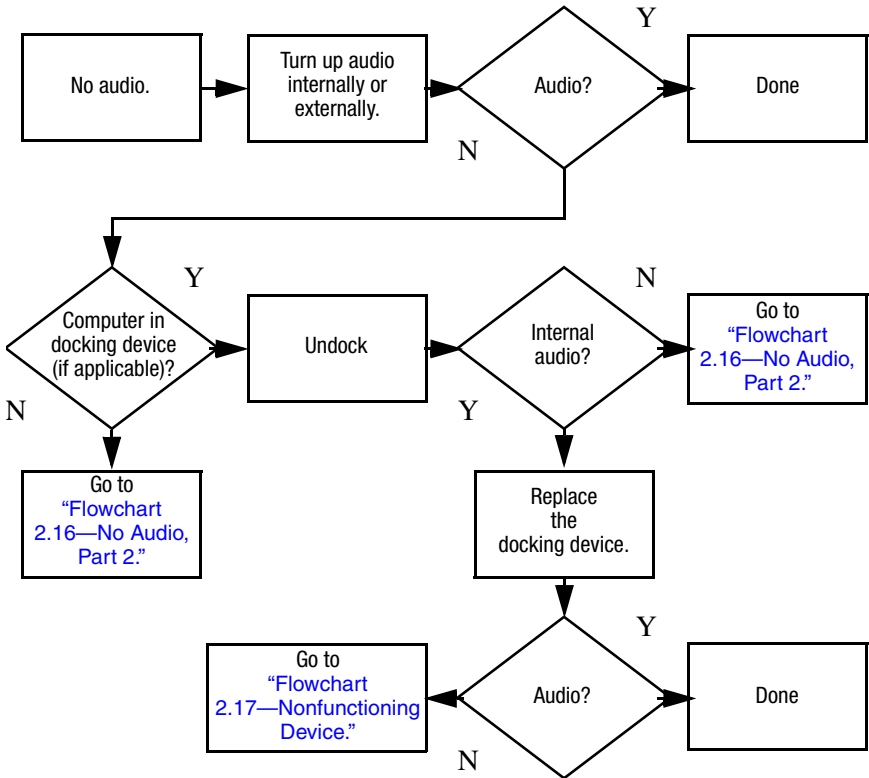 Y
No audio.
Turn up audio
internally or
externally.
Audio?
Done
N
Y
N
Computer in
docking device
(if applicable)?
Undock
Internal
audio?
Go to
“Flowchart
2.16—No Audio,
Part 2.”
N
Y
Go to
“Flowchart
2.16—No Audio,
Part 2.”
Replace
the
docking device.
Y
Go to
“Flowchart
2.17—Nonfunctioning
Device.”
Audio?
Done
N